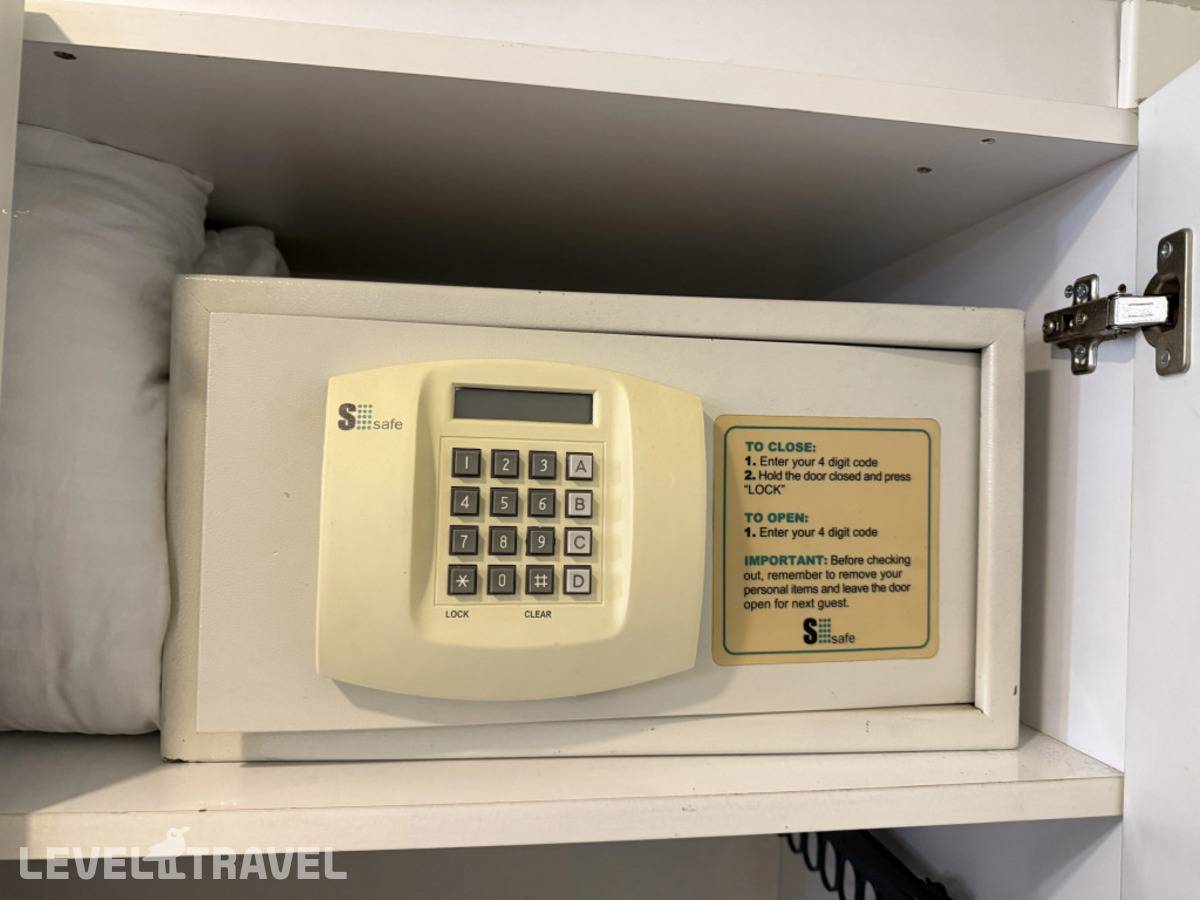 S safe
1 2 3 A
4 5 6 B
7 8 9 C
* 0 # D
LOCK CLEAR
TO CLOSE:
1. Enter your 4 digit code
2. Hold the door closed and press
"LOCK"
TO OPEN:
1. Enter your 4 digit code
IMPORTANT: Before checking
out, remember to remove your
personal items and leave the door
open for next guest.
S safe
LEVEL.TRAVEL